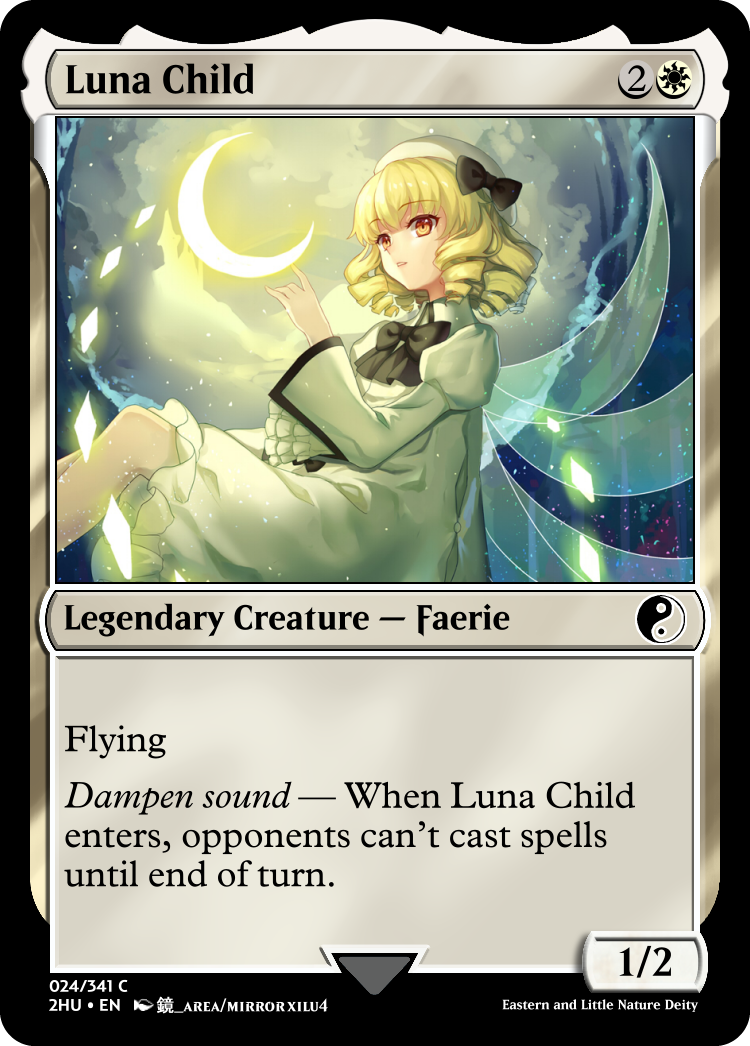 Luna Child 2
Legendary Creature — Faerie
Flying
Dampen sound — When Luna Child
enters, opponents can't cast spells
until end of turn.
1/2
024/341 C
2HU • EN 鏡_AREA/MIRROR XILU4
Eastern and Little Nature Deity